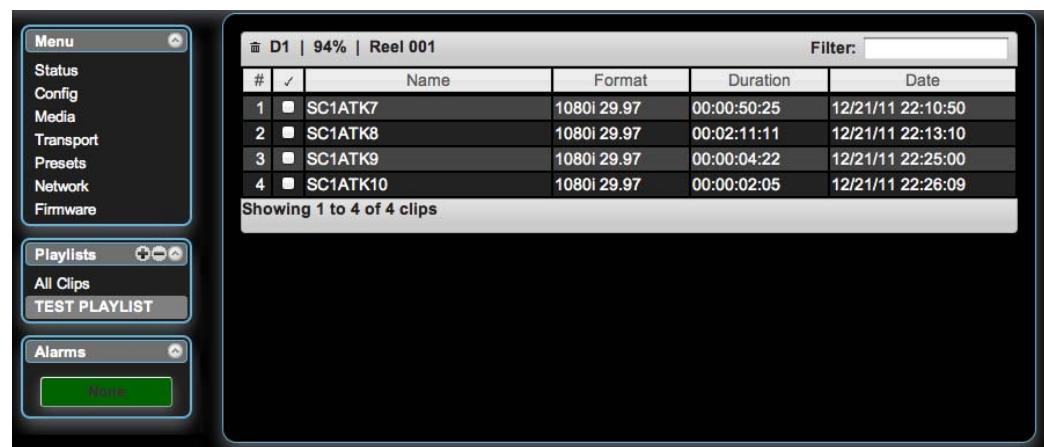 Menu
Status
Config
Media
Transport
Presets
Network
Firmware
Playlists
All Clips
TEST PLAYLIST
Alarms
None
D1 | 94% | Reel 001 Filter:
# ✓ Name Format Duration Date
1 SC1ATK7 1080i 29.97 00:00:50:25 12/21/11 22:10:50
2 SC1ATK8 1080i 29.97 00:02:11:11 12/21/11 22:13:10
3 SC1ATK9 1080i 29.97 00:00:04:22 12/21/11 22:25:00
4 SC1ATK10 1080i 29.97 00:00:02:05 12/21/11 22:26:09
Showing 1 to 4 of 4 clips